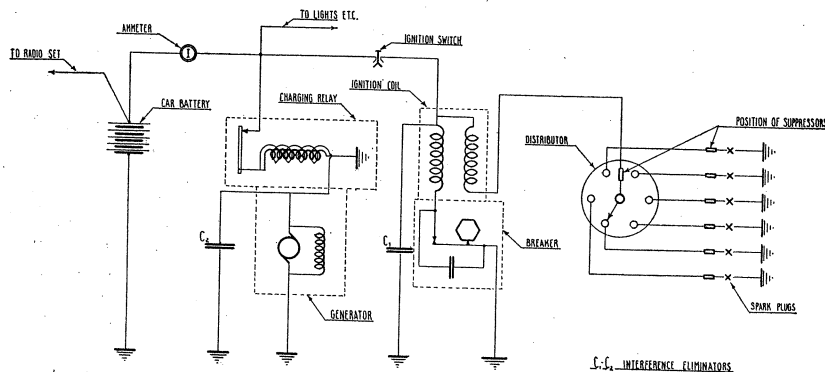 TO LIGHTS ETC.
AMMETER
I
IGNITION SWITCH
TO RADIO SET
CAR BATTERY
CHARGING RELAY
IGNITION COIL
POSITION OF SUPPRESSORS
DISTRIBUTOR
C₂
C₁
BREAKER
GENERATOR
SPARK PLUGS
C₁-C₂ INTERFERENCE ELIMINATORS